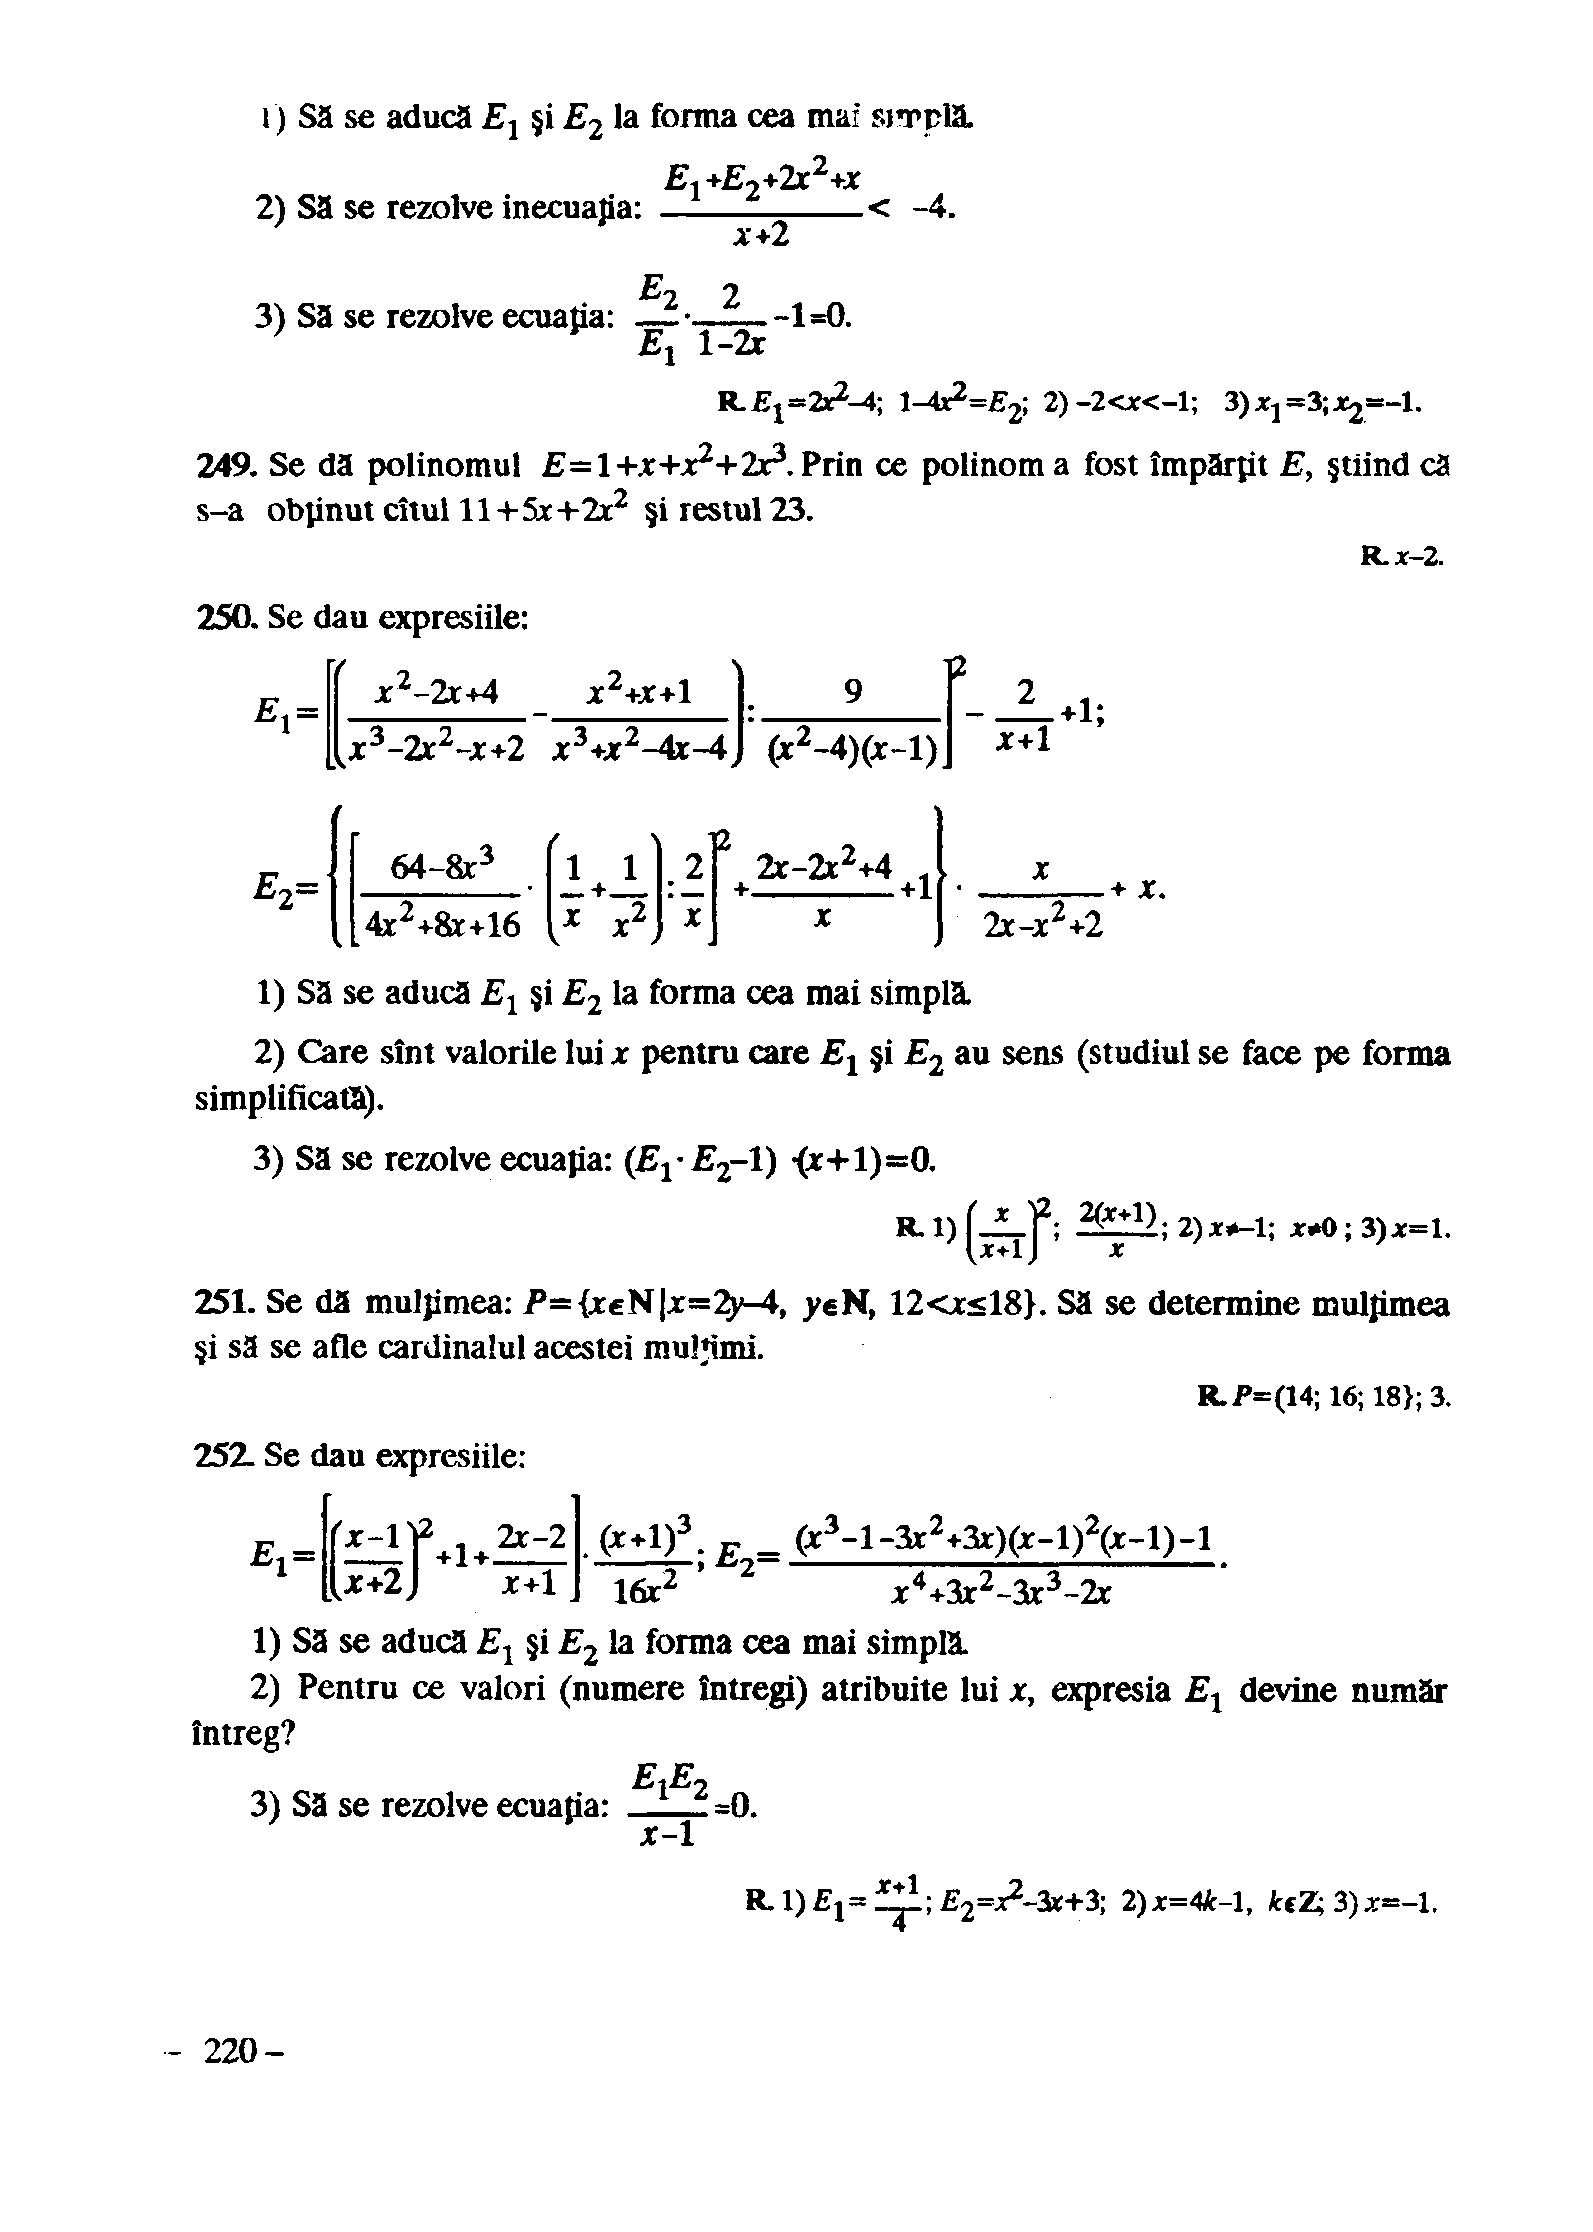 1) Să se aducă E₁ şi E₂ la forma cea mai simplă.
2) Să se rezolve inecuaţia: (E₁+E₂+2x²+x)/(x+2) < -4.
3) Să se rezolve ecuaţia: E₂/E₁ · 2/(1-2x) -1=0.
R. E₁=2x²–4; 1–4x²=E₂; 2) -2<x<-1; 3) x₁=3; x₂=–1.
249. Se dă polinomul E=1+x+x²+2x³. Prin ce polinom a fost împărţit E, ştiind că
s–a obţinut cîtul 11+5x+2x² şi restul 23.
R. x–2.
250. Se dau expresiile:
E₁=[((x²-2x+4)/(x³-2x²-x+2) - (x²+x+1)/(x³+x²-4x-4)) : 9/((x²-4)(x-1))]² - 2/(x+1) +1;
E₂={[(64-8x³)/(4x²+8x+16) · (1/x + 1/x²) : 2/x]² + (2x-2x²+4)/x +1} · x/(2x-x²+2) + x.
1) Să se aducă E₁ şi E₂ la forma cea mai simplă.
2) Care sînt valorile lui x pentru care E₁ şi E₂ au sens (studiul se face pe forma
simplificată).
3) Să se rezolve ecuaţia: (E₁· E₂–1) ·(x+1)=0.
R. 1) (x/(x+1))²; 2(x+1)/x; 2) x≠–1; x≠0 ; 3) x=1.
251. Se dă mulţimea: P={x∈N|x=2y–4, y∈N, 12<x≤18}. Să se determine mulţimea
şi să se afle cardinalul acestei mulţimi.
R. P=(14; 16; 18}; 3.
252. Se dau expresiile:
E₁=[((x-1)/(x+2))² +1+ (2x-2)/(x+1)] · (x+1)³/(16x²); E₂= ((x³-1-3x²+3x)(x-1)²(x-1)-1)/(x⁴+3x²-3x³-2x).
1) Să se aducă E₁ şi E₂ la forma cea mai simplă.
2) Pentru ce valori (numere întregi) atribuite lui x, expresia E₁ devine număr
întreg?
3) Să se rezolve ecuaţia: E₁E₂/(x-1) =0.
R. 1) E₁= (x+1)/4; E₂=x²–3x+3; 2) x=4k–1, k∈Z; 3) x=–1.
– 220 –